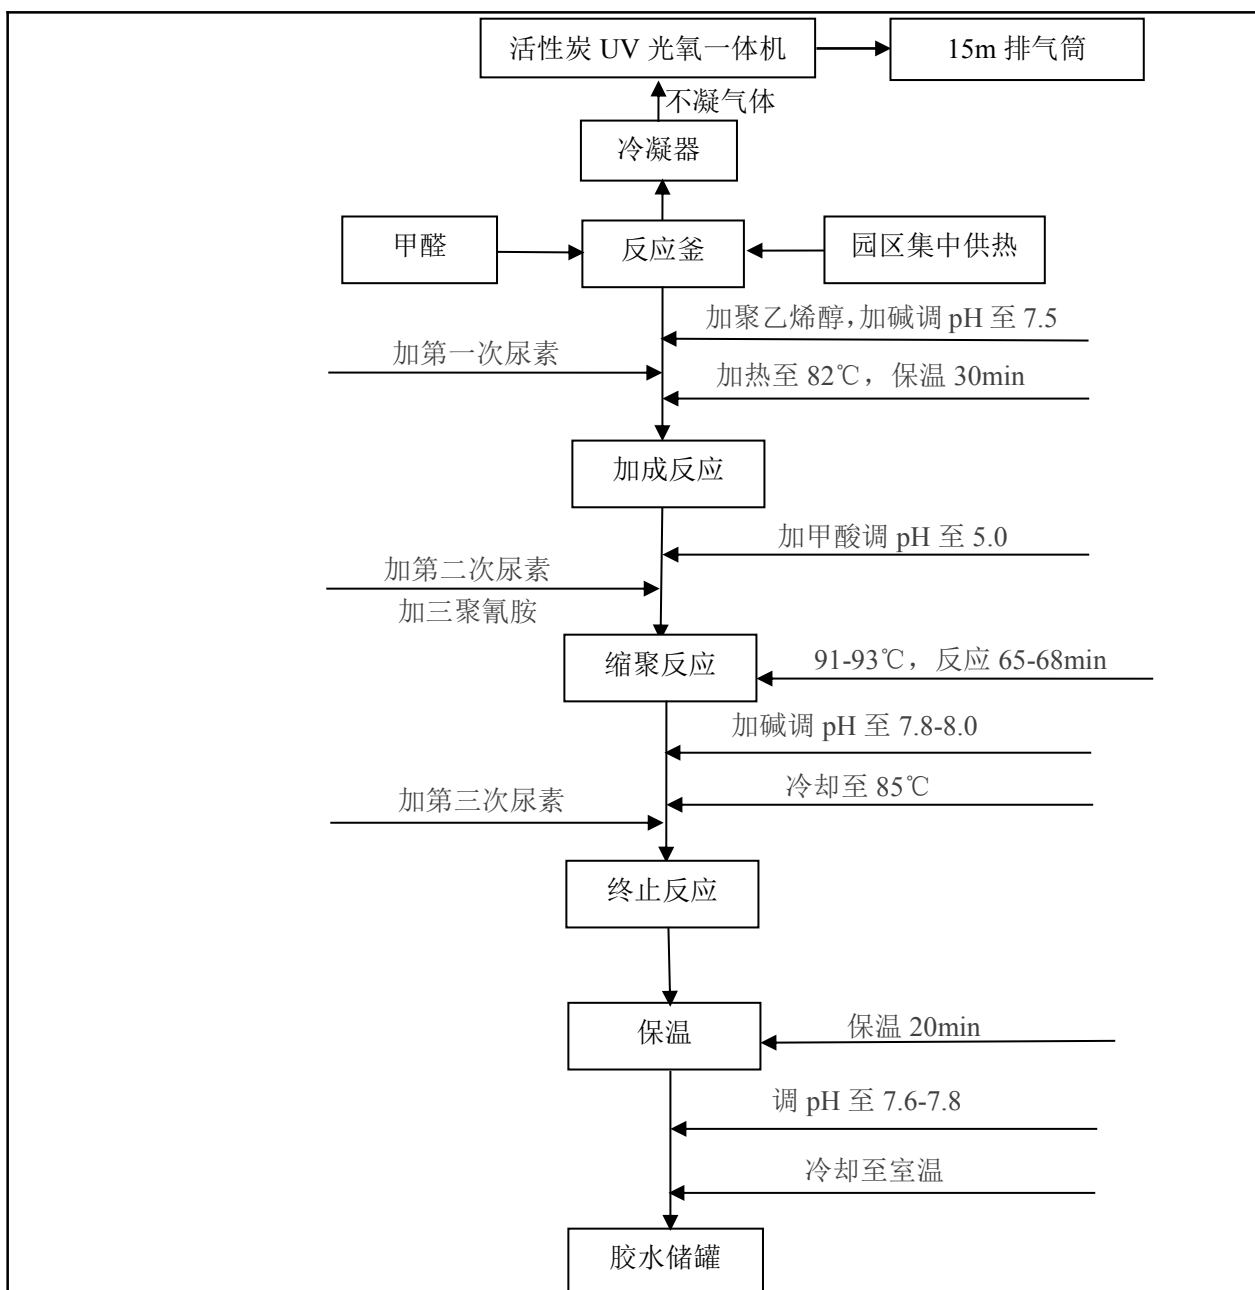 活性炭 UV 光氧一体机
15m 排气筒
不凝气体
冷凝器
甲醛
反应釜
园区集中供热
加聚乙烯醇，加碱调 pH 至 7.5
加第一次尿素
加热至 82℃，保温 30min
加成反应
加甲酸调 pH 至 5.0
加第二次尿素
加三聚氰胺
缩聚反应
91-93℃，反应 65-68min
加碱调 pH 至 7.8-8.0
冷却至 85℃
加第三次尿素
终止反应
保温
保温 20min
调 pH 至 7.6-7.8
冷却至室温
胶水储罐